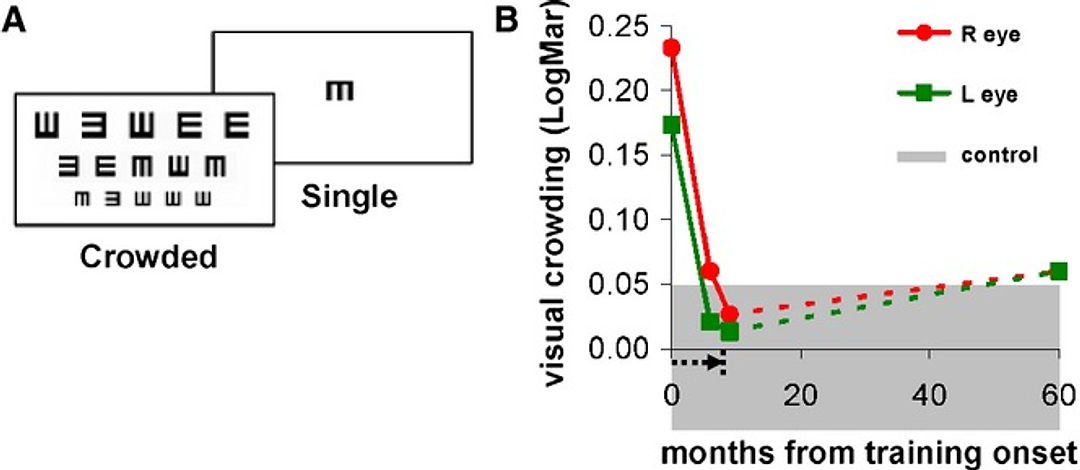 A
Crowded
Single
B
visual crowding (LogMar)
0.25
0.20
0.15
0.10
0.05
0.00
0
20
40
60
months from training onset
R eye
L eye
control